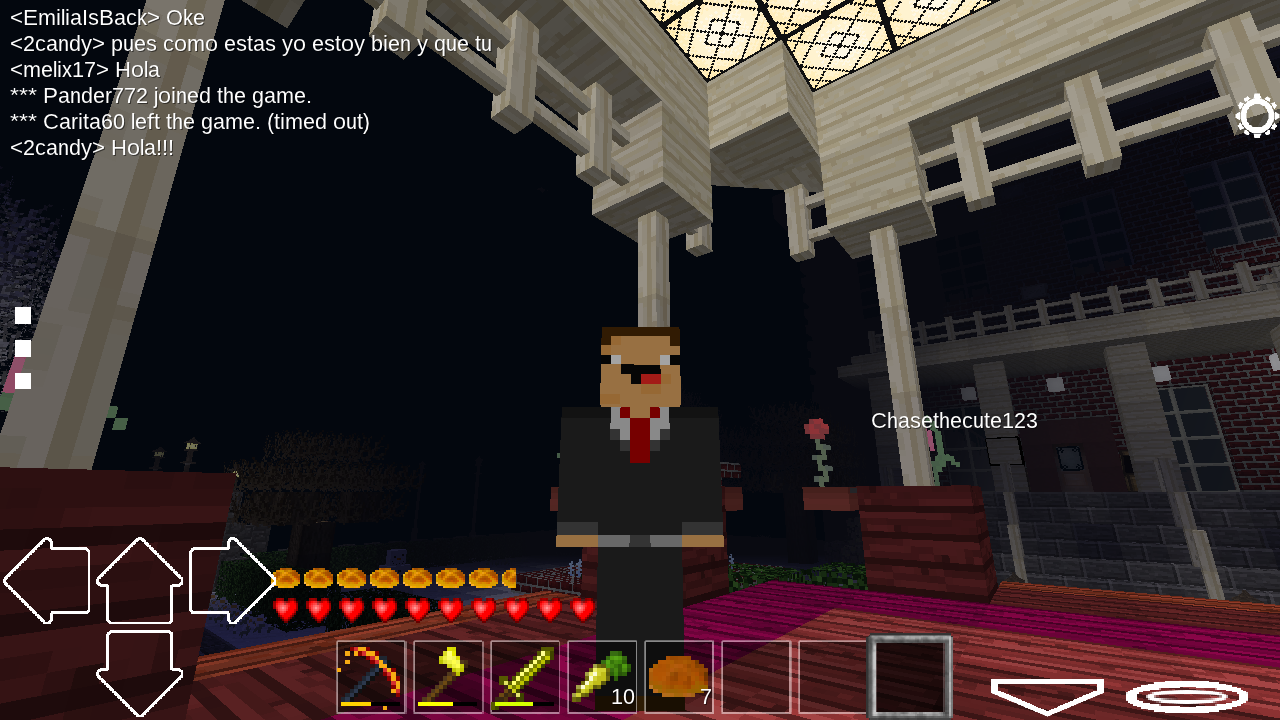 <EmiliaIsBack> Oke
<2candy> pues como estas yo estoy bien y que tu
<melix17> Hola
*** Pander772 joined the game.
*** Carita60 left the game. (timed out)
<2candy> Hola!!!
Chasethecute123
10
7